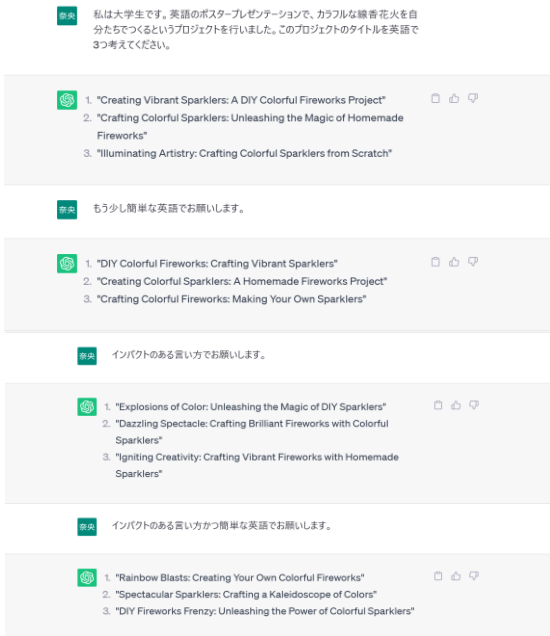 奈央
私は大学生です。英語のポスタープレゼンテーションで、カラフルな線香花火を自
分たちでつくるというプロジェクトを行いました。このプロジェクトのタイトルを英語で
3つ考えてください。
1. "Creating Vibrant Sparklers: A DIY Colorful Fireworks Project"
2. "Crafting Colorful Sparklers: Unleashing the Magic of Homemade
Fireworks"
3. "Illuminating Artistry: Crafting Colorful Sparklers from Scratch"
奈央
もう少し簡単な英語でお願いします。
1. "DIY Colorful Fireworks: Crafting Vibrant Sparklers"
2. "Creating Colorful Sparklers: A Homemade Fireworks Project"
3. "Crafting Colorful Fireworks: Making Your Own Sparklers"
奈央
インパクトのある言い方でお願いします。
1. "Explosions of Color: Unleashing the Magic of DIY Sparklers"
2. "Dazzling Spectacle: Crafting Brilliant Fireworks with Colorful
Sparklers"
3. "Igniting Creativity: Crafting Vibrant Fireworks with Homemade
Sparklers"
奈央
インパクトのある言い方かつ簡単な英語でお願いします。
1. "Rainbow Blasts: Creating Your Own Colorful Fireworks"
2. "Spectacular Sparklers: Crafting a Kaleidoscope of Colors"
3. "DIY Fireworks Frenzy: Unleashing the Power of Colorful Sparklers"